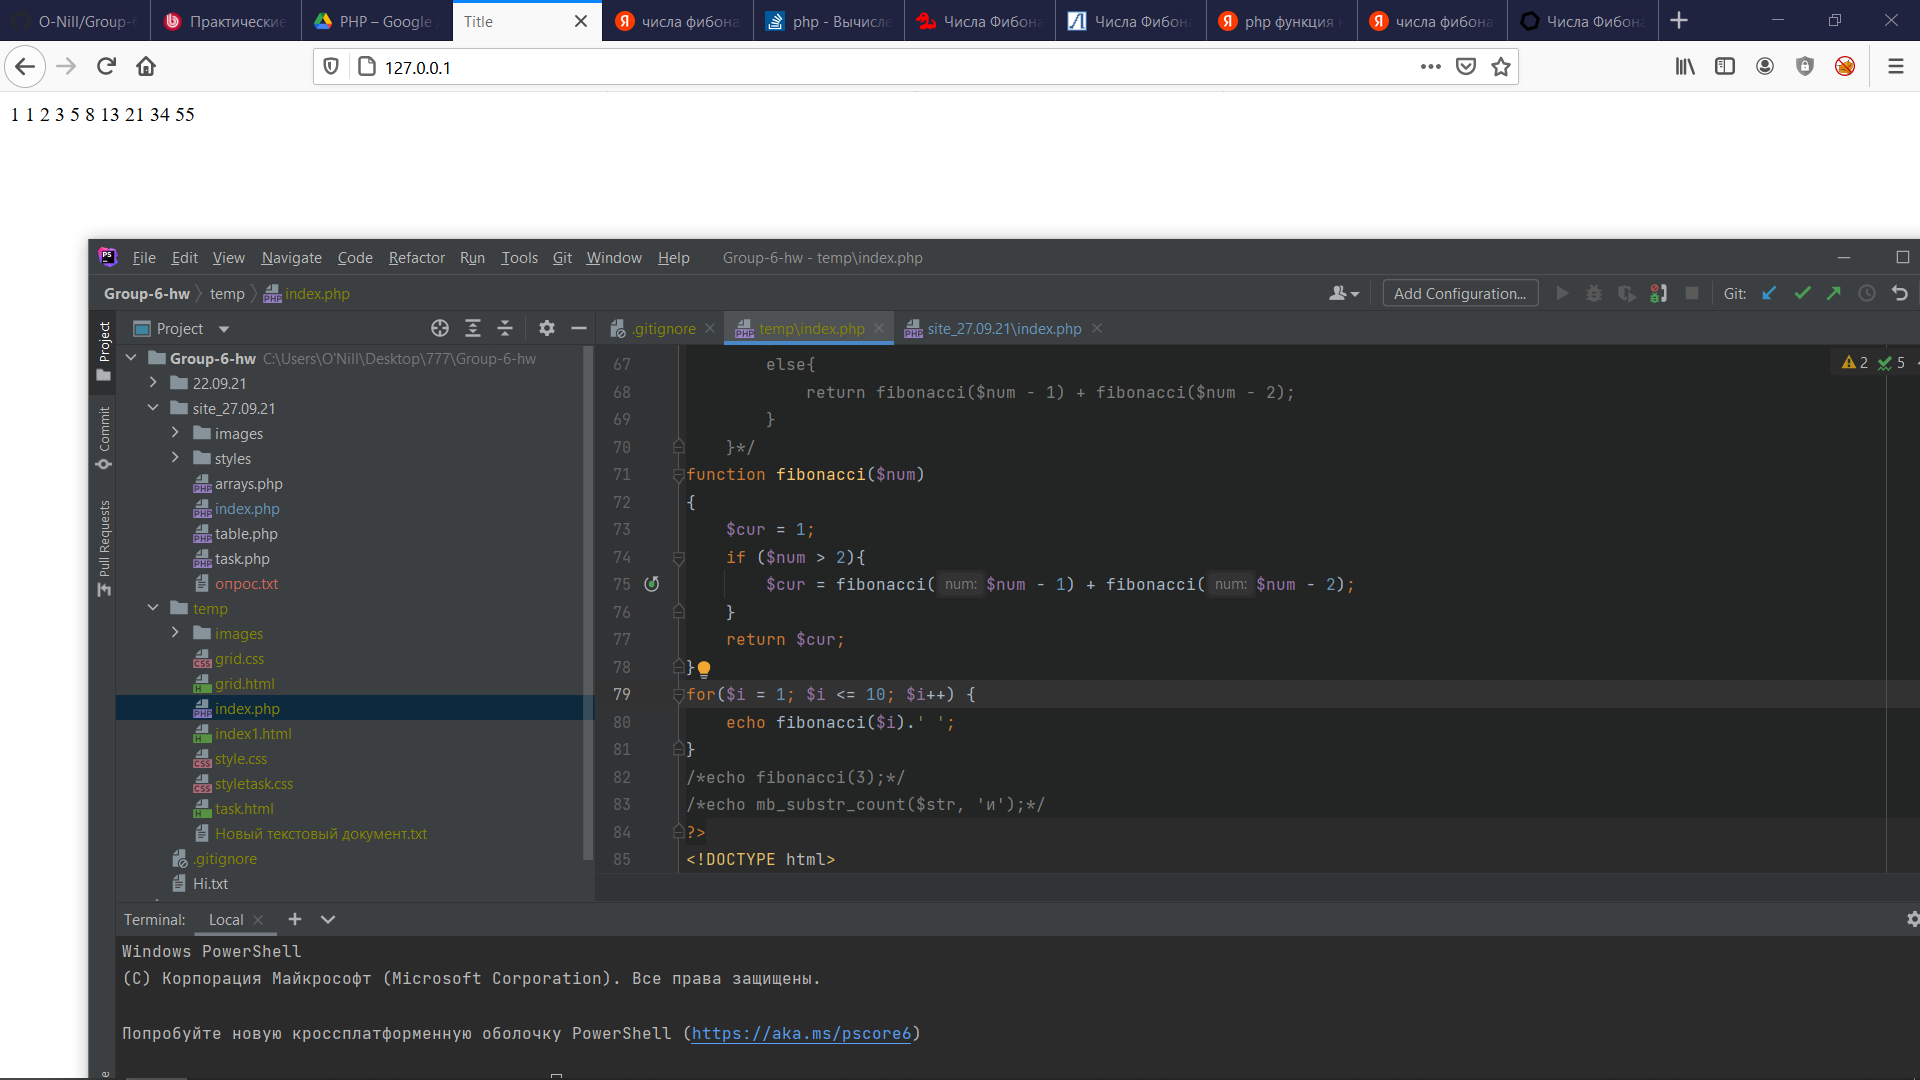 O-Nill/Group-6
Практические
PHP – Google
Title
числа фибона
php - Вычисле
Числа Фибона
Числа Фибона
php функция
числа фибона
Числа Фибона
127.0.0.1
1 1 2 3 5 8 13 21 34 55
File Edit View Navigate Code Refactor Run Tools Git Window Help Group-6-hw - temp\index.php
Group-6-hw temp index.php
Add Configuration... Git:
Project
.gitignore
temp\index.php
site_27.09.21\index.php
Project
Commit
Pull Requests
Group-6-hw C:\Users\O'Nill\Desktop\777\Group-6-hw
22.09.21
site_27.09.21
images
styles
arrays.php
index.php
table.php
task.php
опрос.txt
temp
images
grid.css
grid.html
index.php
index1.html
style.css
styletask.css
task.html
Новый текстовый документ.txt
.gitignore
Hi.txt
2 5
67 else{
68 return fibonacci($num - 1) + fibonacci($num - 2);
69 }
70 }*/
71 function fibonacci($num)
72 {
73 $cur = 1;
74 if ($num > 2){
75 $cur = fibonacci( num: $num - 1) + fibonacci( num: $num - 2);
76 }
77 return $cur;
78 }
79 for($i = 1; $i <= 10; $i++) {
80 echo fibonacci($i).' ';
81 }
82 /*echo fibonacci(3);*/
83 /*echo mb_substr_count($str, 'и');*/
84 ?>
85 <!DOCTYPE html>
Terminal: Local
Windows PowerShell
(C) Корпорация Майкрософт (Microsoft Corporation). Все права защищены.
Попробуйте новую кроссплатформенную оболочку PowerShell (https://aka.ms/pscore6)